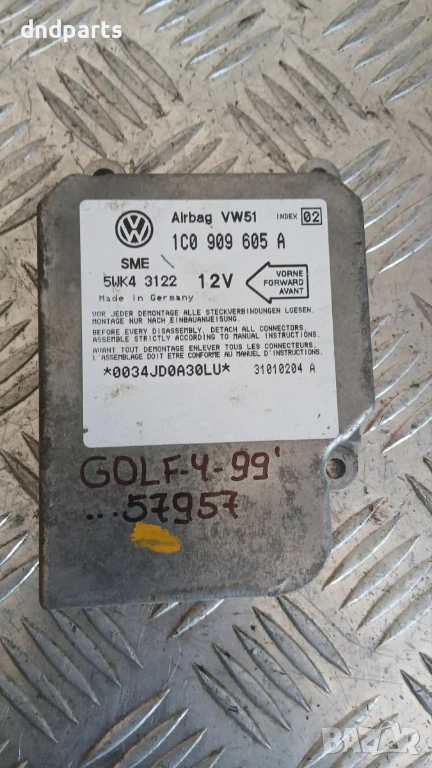 dndparts
Airbag VW51 INDEX 02
1C0 909 605 A
SME
5WK4 3122 12V
VORNE
FORWARD
AVANT
Made in Germany
VOR JEDER DEMONTAGE ALLE STECKVERBINDUNGEN LOESEN.
MONTAGE NUR NACH EINBAUANWEISUNG.
BEFORE EVERY DISASSEMBLY, DETACH ALL CONNECTORS.
ASSEMBLE STRICTLY ACCORDING TO MANUAL INSTRUCTIONS.
AVANT TOUT DEMONTAGE ENLEVER TOUS LES CONNECTEURS.
L'ASSEMBLAGE DOIT ETRE CONFORME AU MANUEL D'INSTRUCTIONS.
*0034JD0A30LU* 31010204 A
GOLF-4-99'
...57957
BAZAR